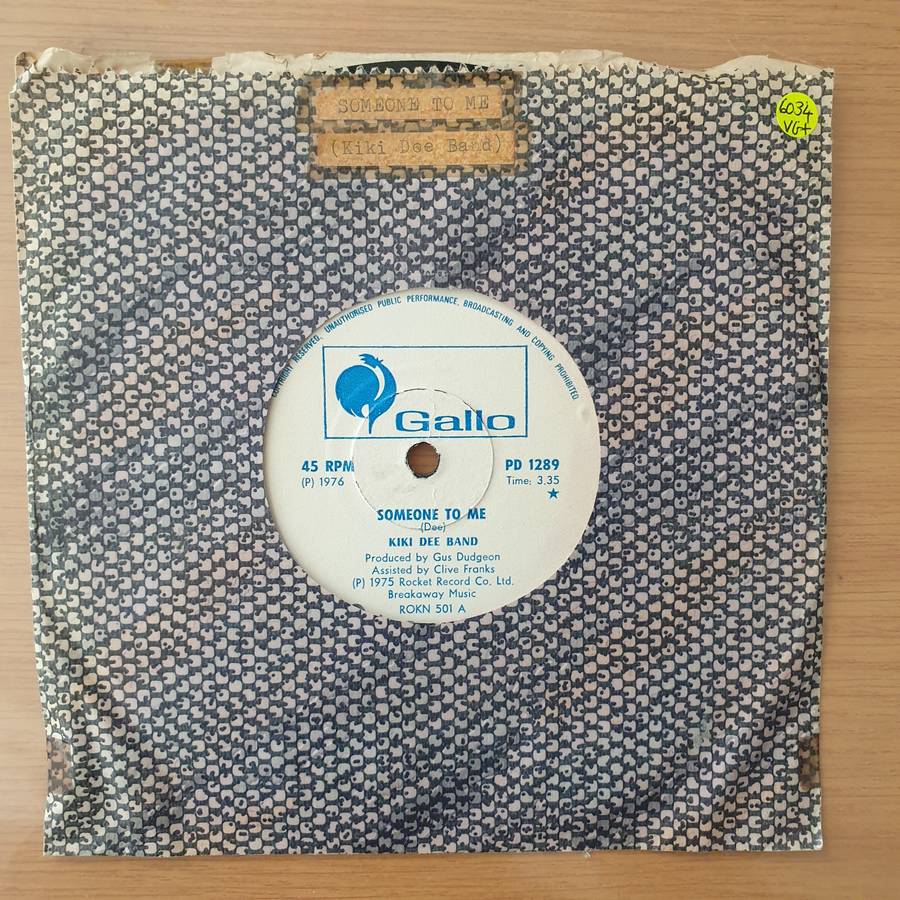 SOMEONE TO ME
(Kiki Dee Band)
6034
VG+
COPYRIGHT RESERVED, UNAUTHORISED PUBLIC PERFORMANCE, BROADCASTING AND COPYING PROHIBITED
Gallo
45 RPM
(P) 1976
PD 1289
Time: 3.35
SOMEONE TO ME
(Dee)
KIKI DEE BAND
Produced by Gus Dudgeon
Assisted by Clive Franks
(P) 1975 Rocket Record Co. Ltd.
Breakaway Music
ROKN 501 A